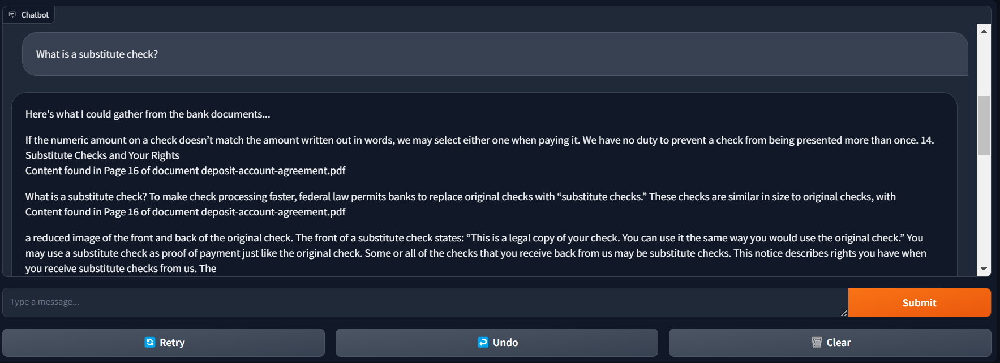 Chatbot
What is a substitute check?
Here's what I could gather from the bank documents...
If the numeric amount on a check doesn’t match the amount written out in words, we may select either one when paying it. We have no duty to prevent a check from being presented more than once. 14.
Substitute Checks and Your Rights
Content found in Page 16 of document deposit-account-agreement.pdf
What is a substitute check? To make check processing faster, federal law permits banks to replace original checks with “substitute checks.” These checks are similar in size to original checks, with
Content found in Page 16 of document deposit-account-agreement.pdf
a reduced image of the front and back of the original check. The front of a substitute check states: “This is a legal copy of your check. You can use it the same way you would use the original check.” You
may use a substitute check as proof of payment just like the original check. Some or all of the checks that you receive back from us may be substitute checks. This notice describes rights you have when
you receive substitute checks from us. The
Type a message...
Submit
Retry
Undo
Clear